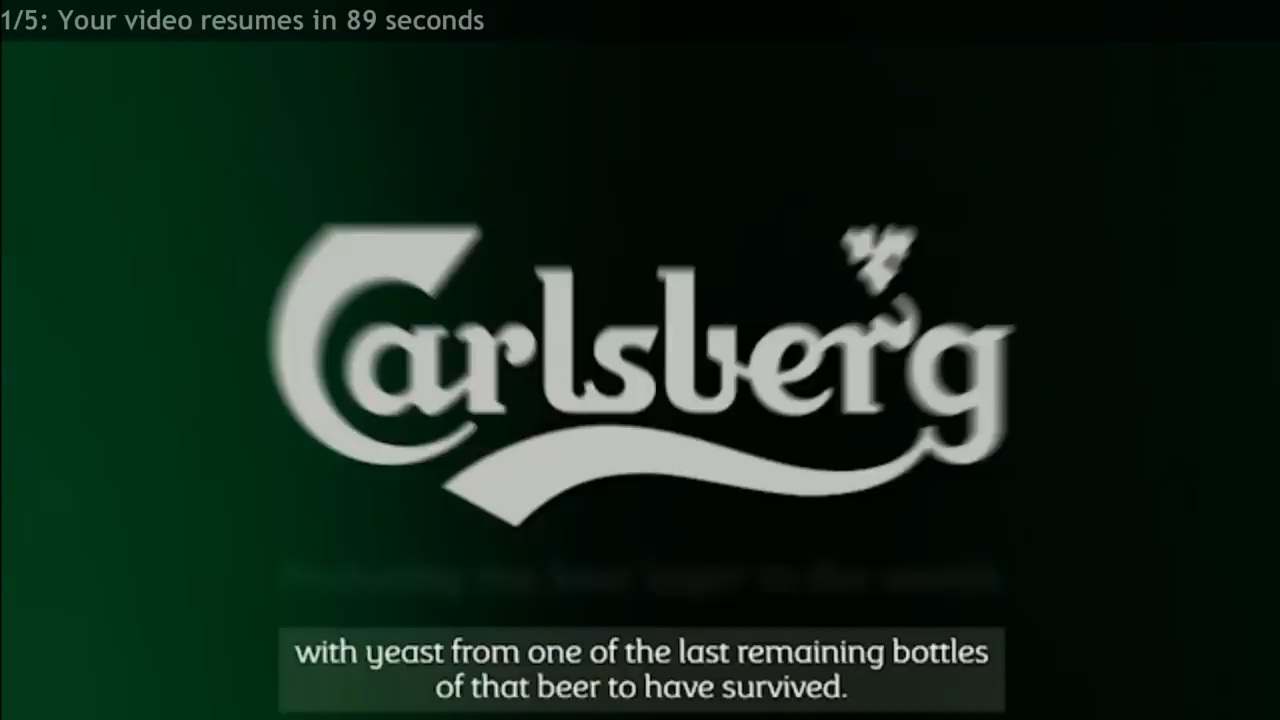 1/5: Your video resumes in 89 seconds
Carlsberg
with yeast from one of the last remaining bottles
of that beer to have survived.